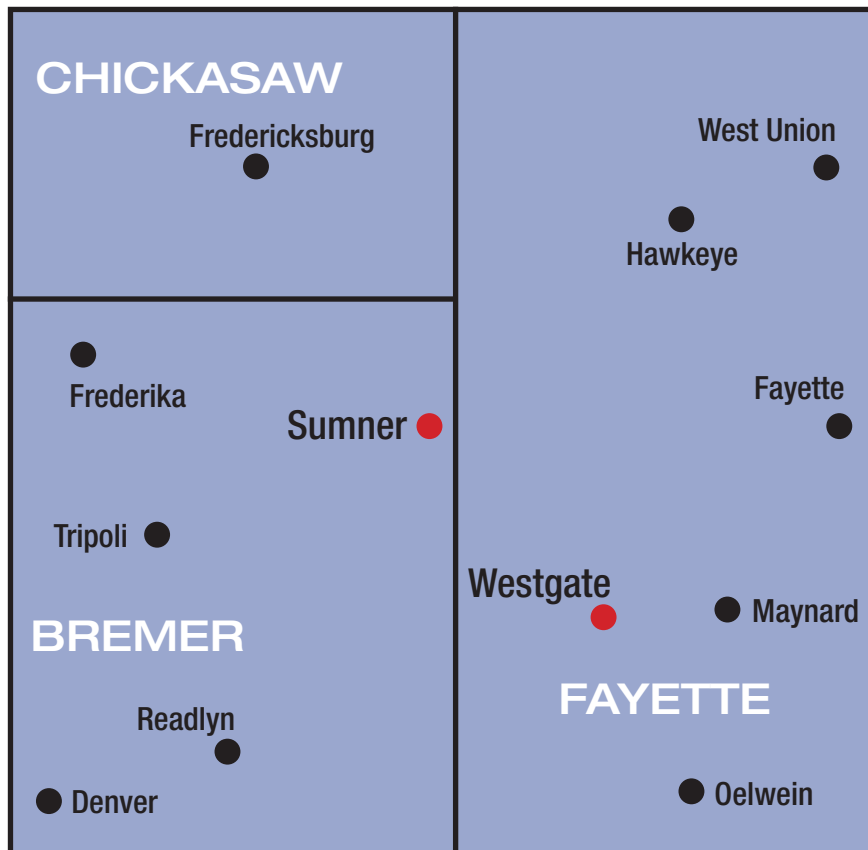 CHICKASAW
Fredericksburg
West Union
Hawkeye
Frederika
Sumner
Fayette
Tripoli
Westgate
Maynard
BREMER
FAYETTE
Readlyn
Denver
Oelwein